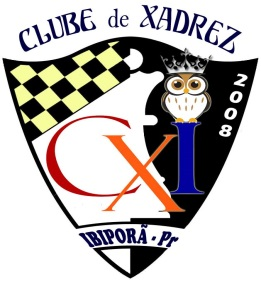 CLUBE de XADREZ
2008
CXI
IBIPORÃ - Pr